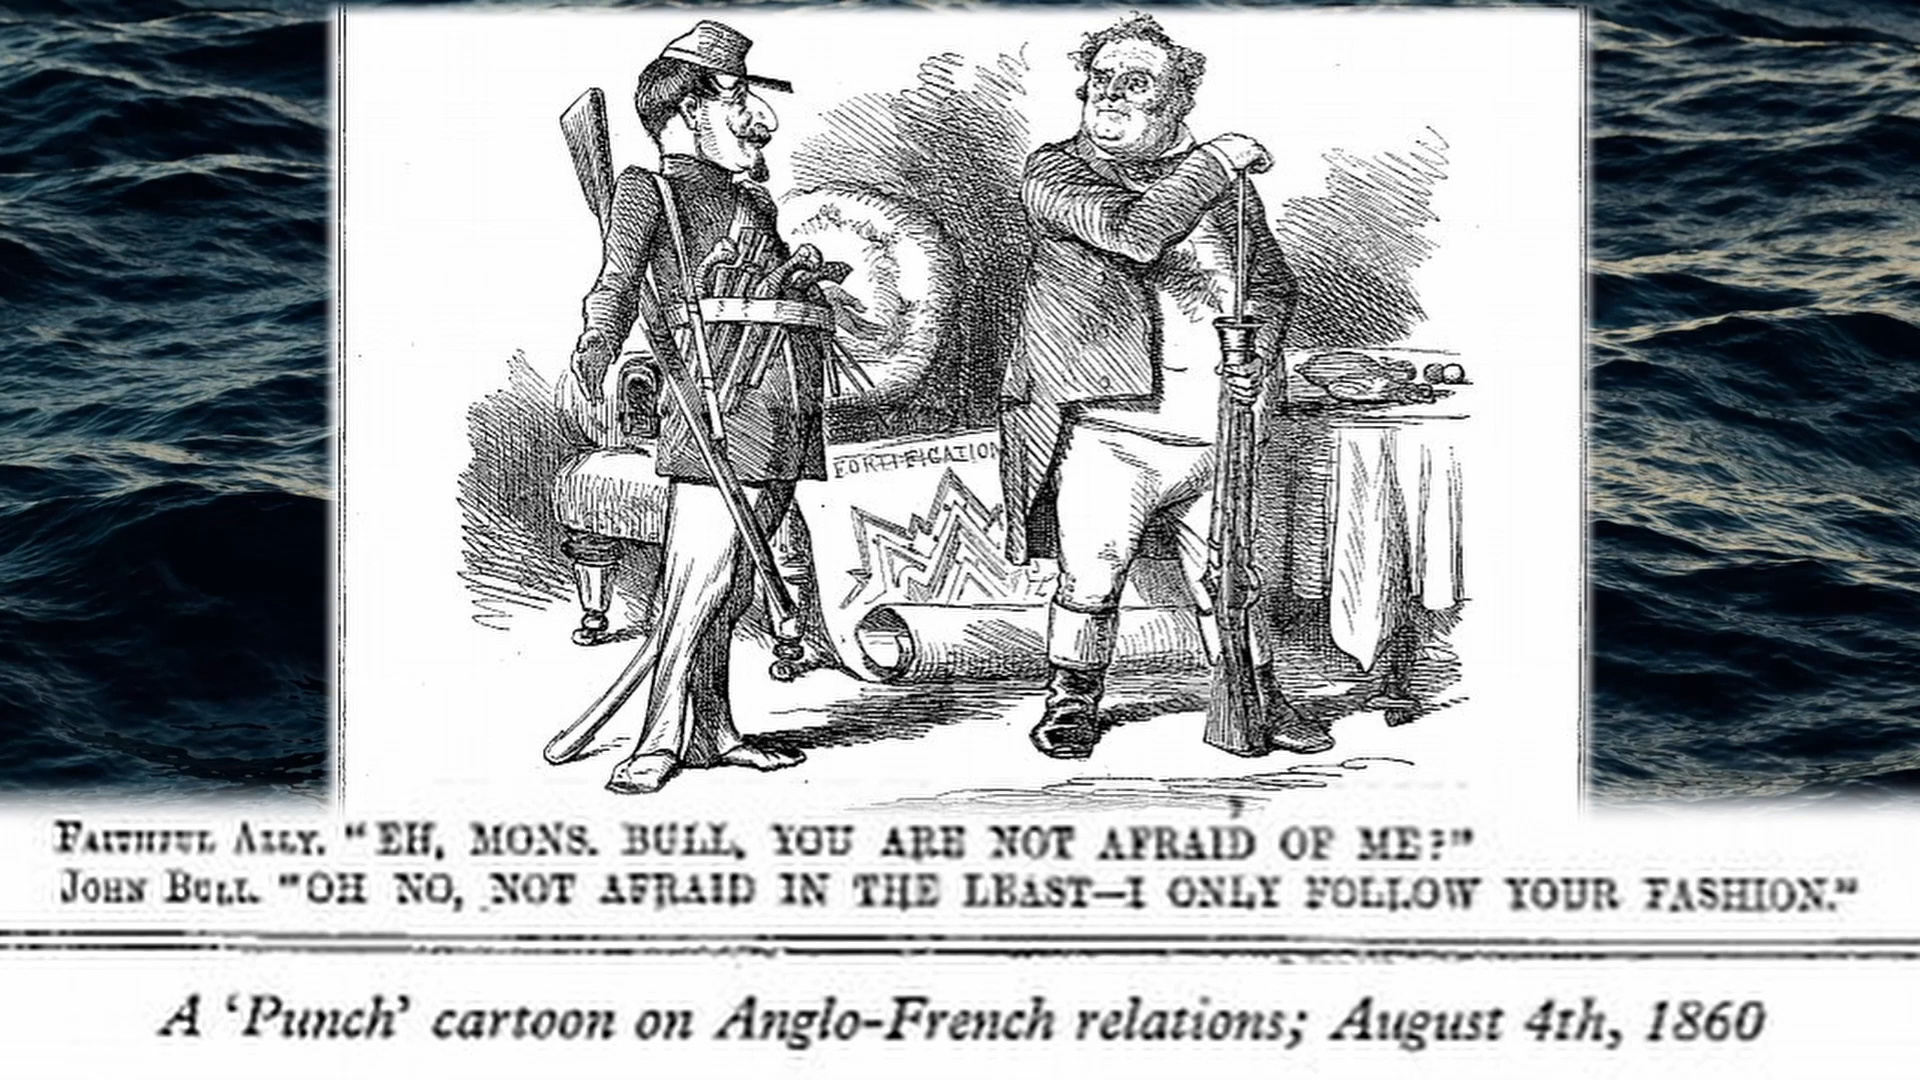 FORTIFICATION
FAITHFUL ALLY. "EH, MONS. BULL, YOU ARE NOT AFRAID OF ME?"
JOHN BULL. "OH NO, NOT AFRAID IN THE LEAST—I ONLY FOLLOW YOUR FASHION."
A 'Punch' cartoon on Anglo-French relations; August 4th, 1860